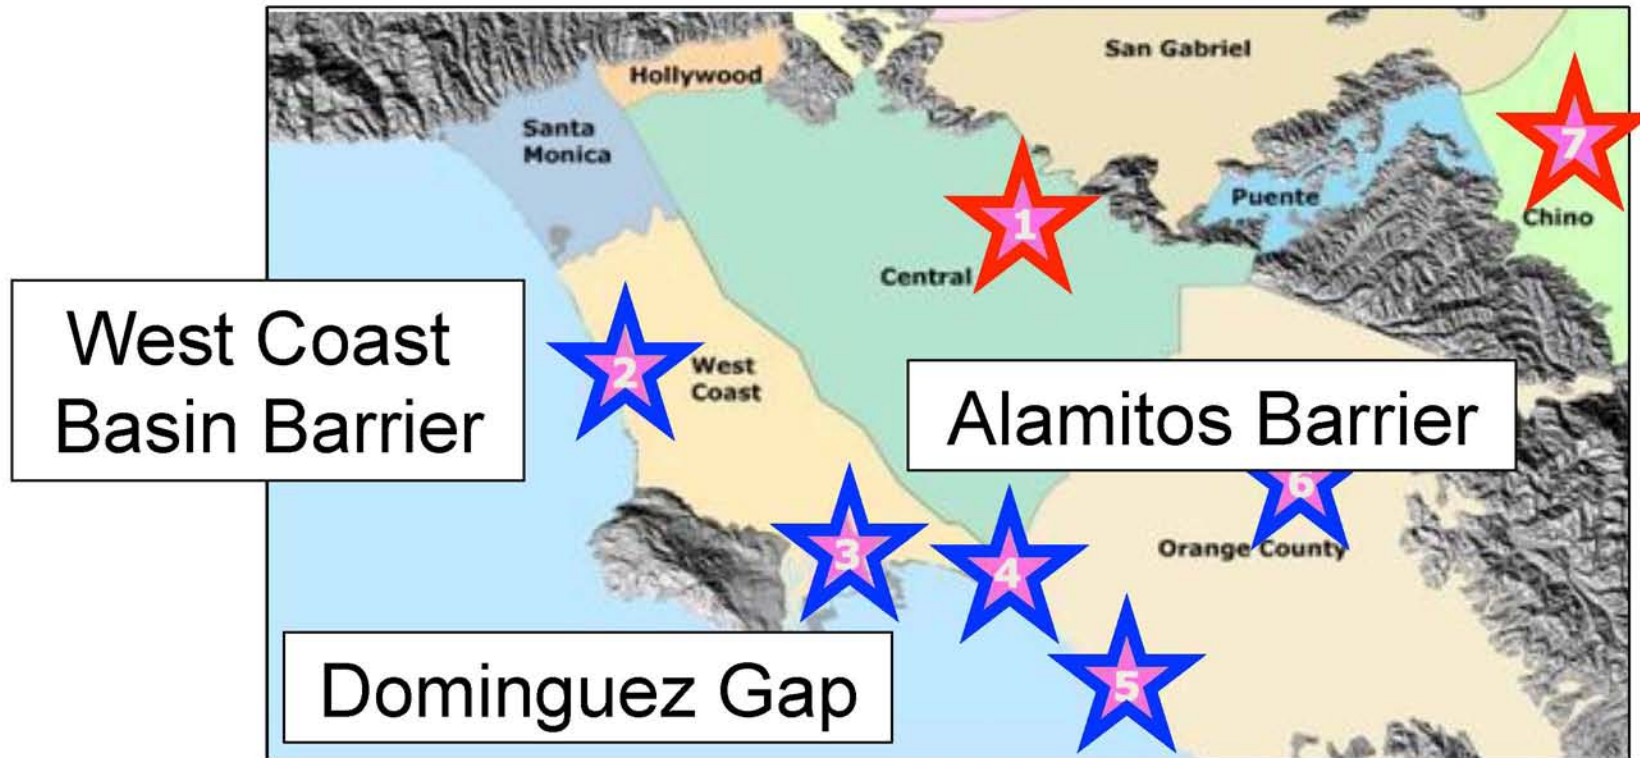 San Gabriel
Hollywood
Santa
Monica
7
Puente
Chino
1
Central
West Coast
Basin Barrier
2
West
Coast
Alamitos Barrier
6
3
4
Orange County
Dominguez Gap
5